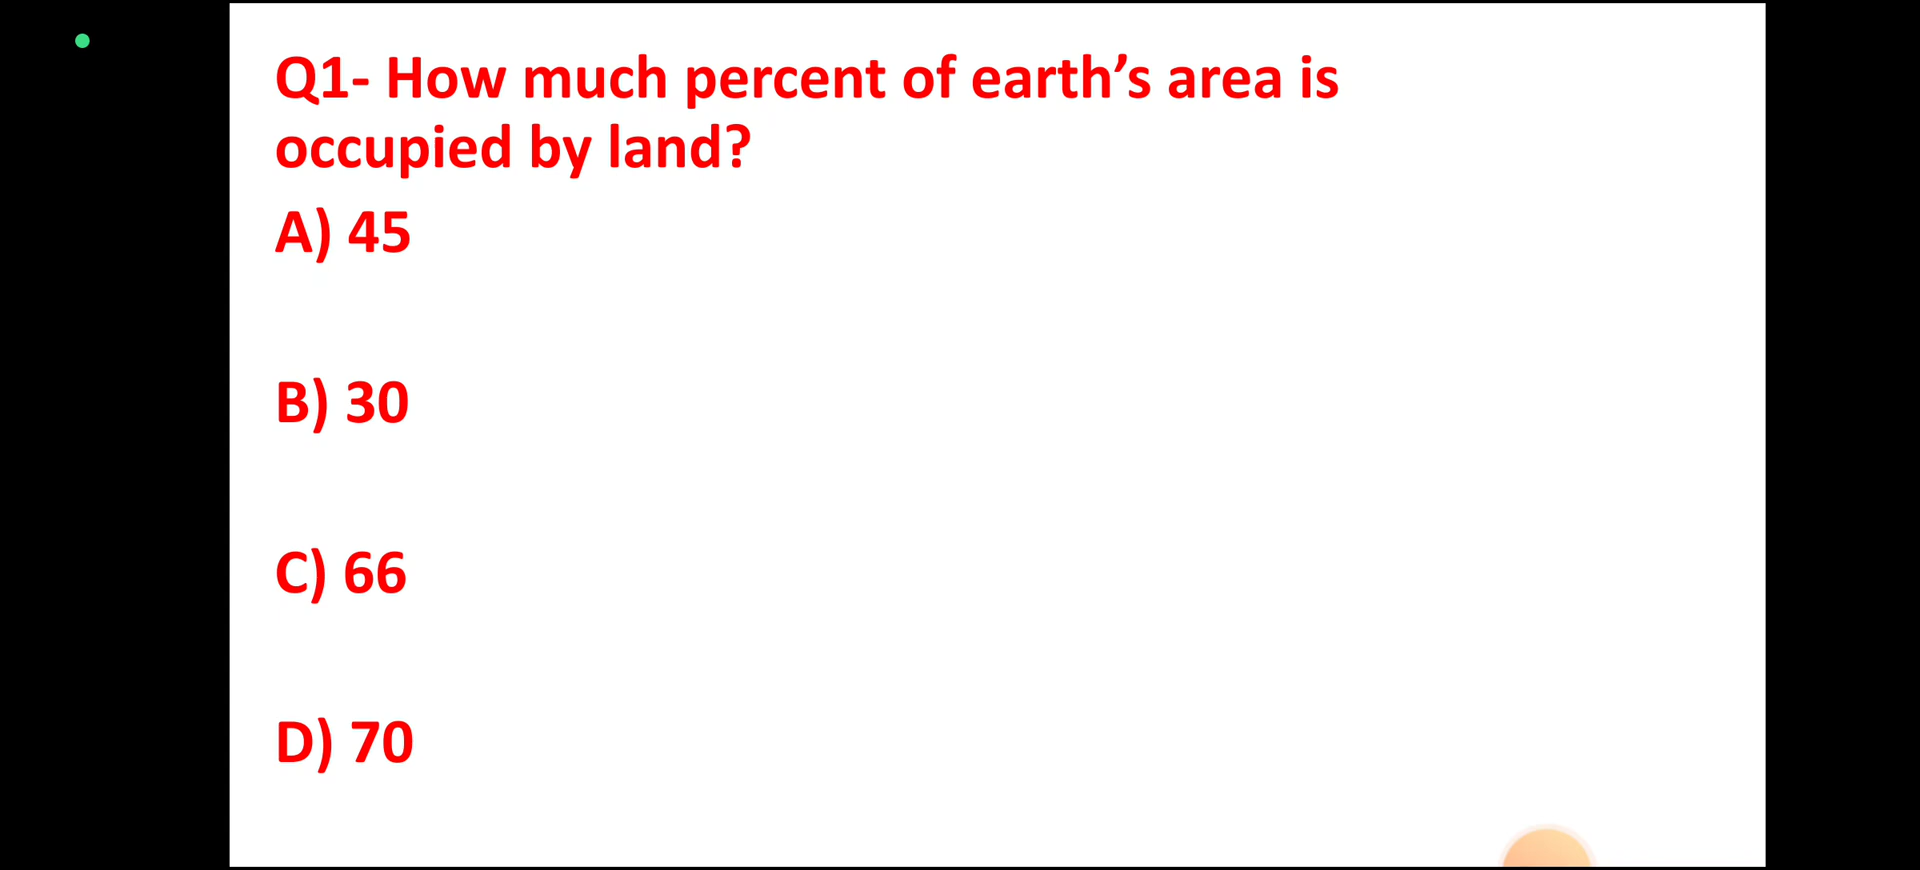 Q1- How much percent of earth’s area is
occupied by land?
A) 45
B) 30
C) 66
D) 70